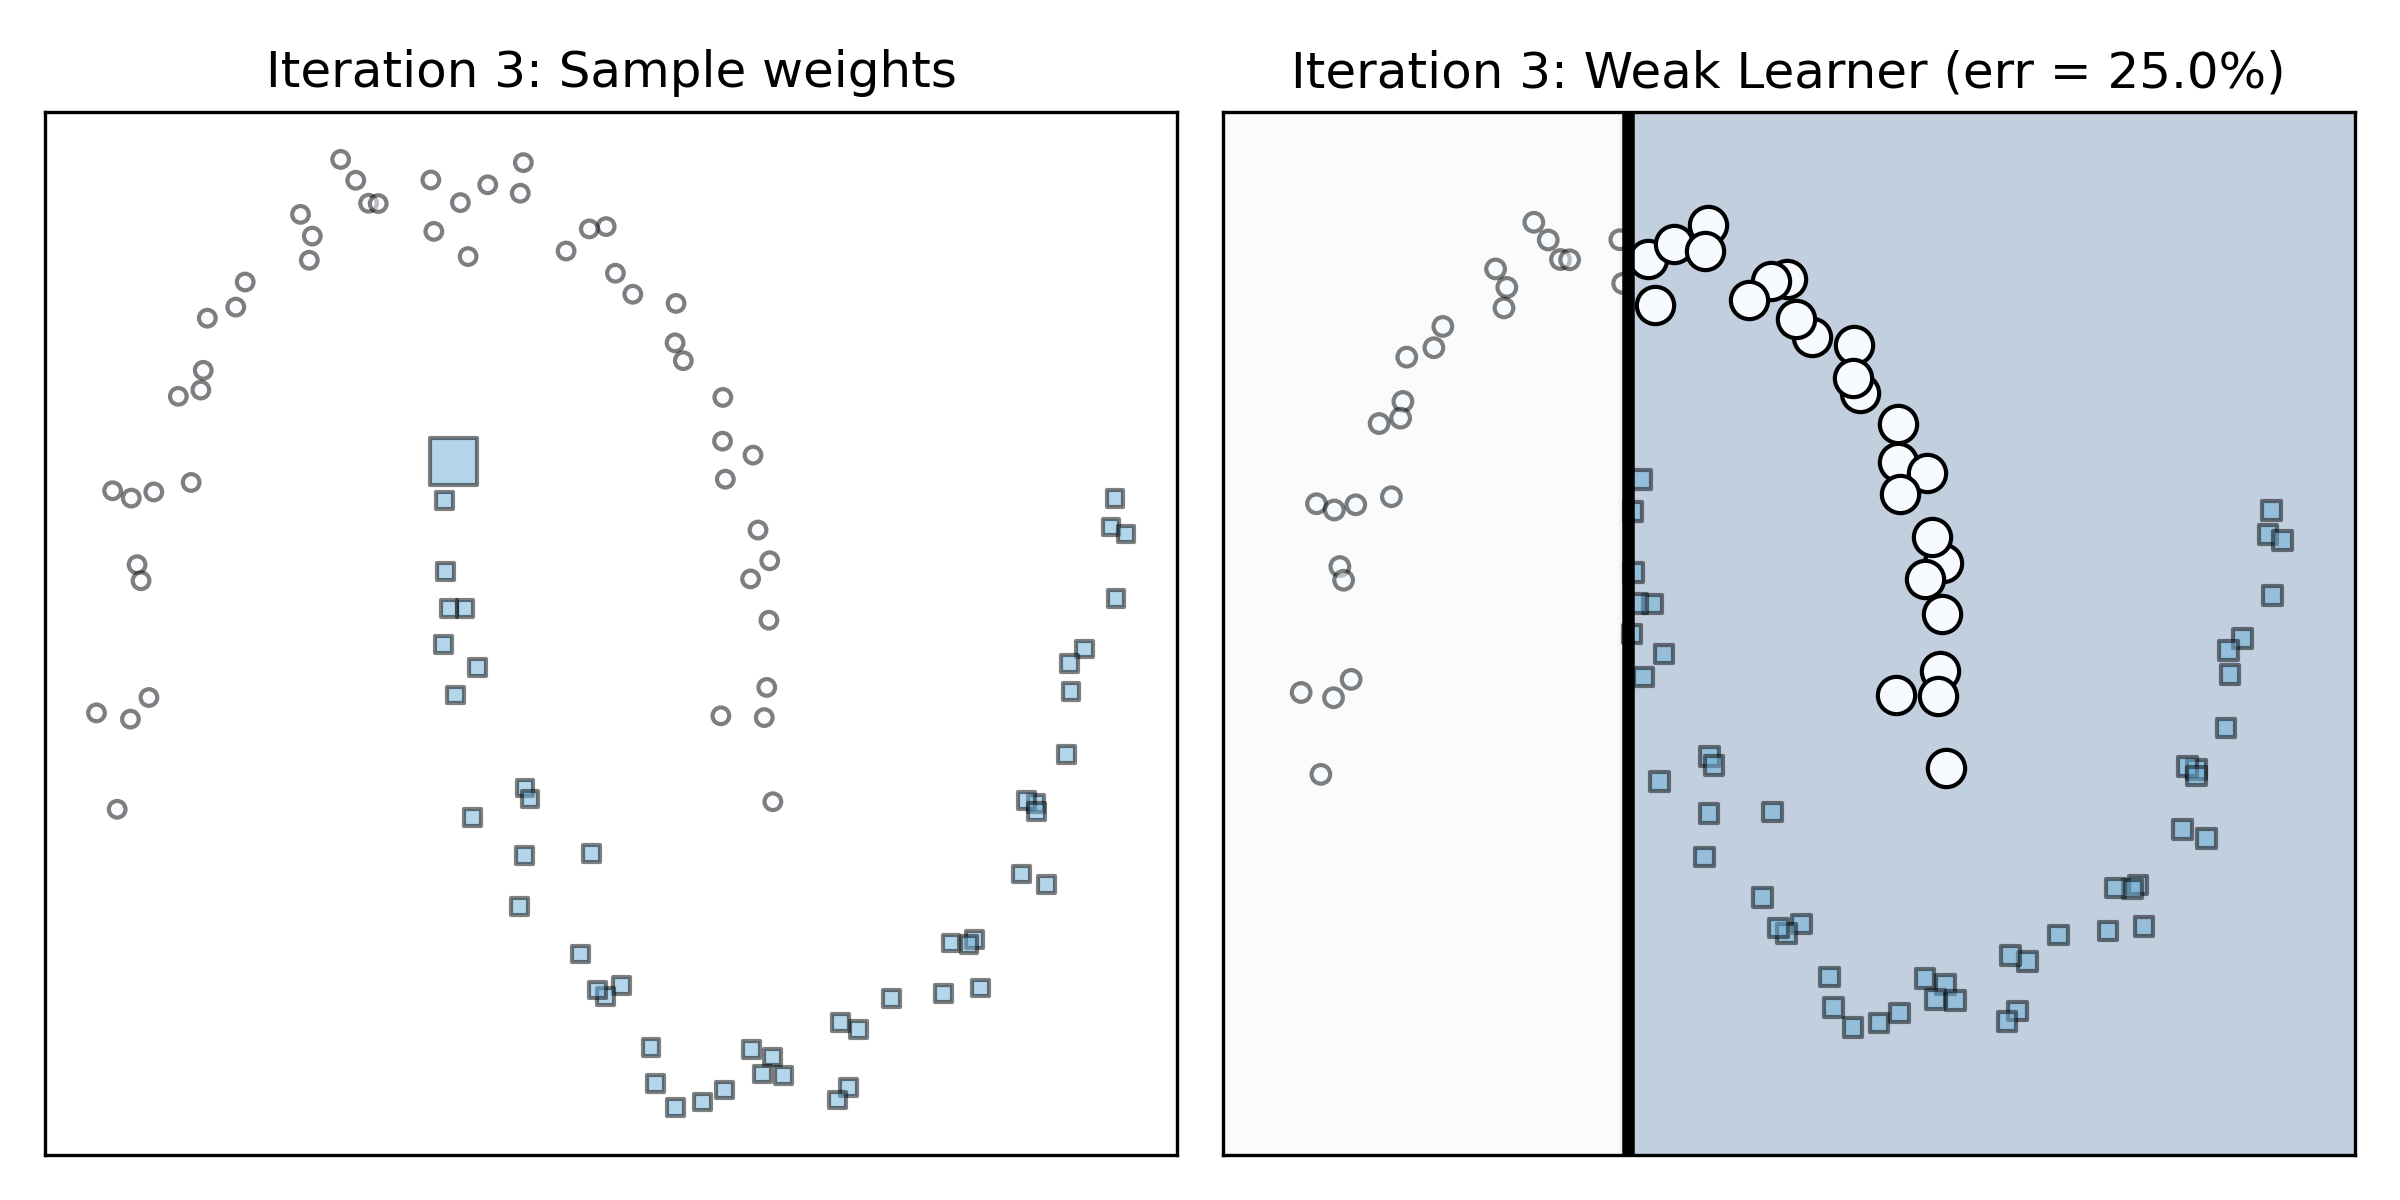 Iteration 3: Sample weights
Iteration 3: Weak Learner (err = 25.0%)